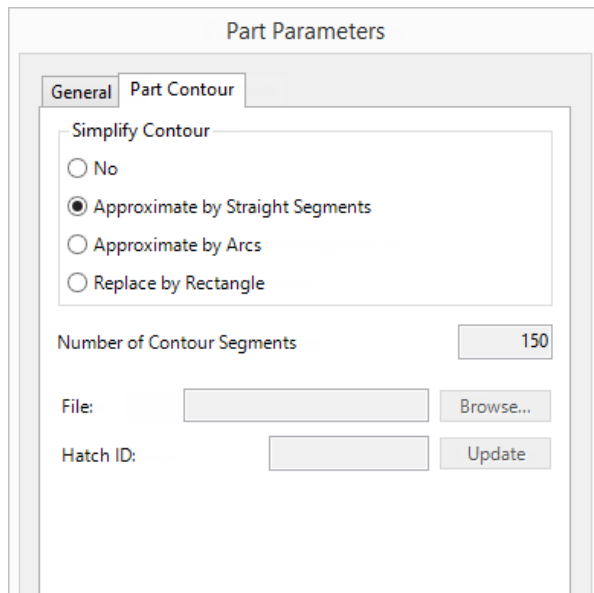 Part Parameters
General Part Contour
Simplify Contour
No
Approximate by Straight Segments
Approximate by Arcs
Replace by Rectangle
Number of Contour Segments 150
File: Browse...
Hatch ID: Update